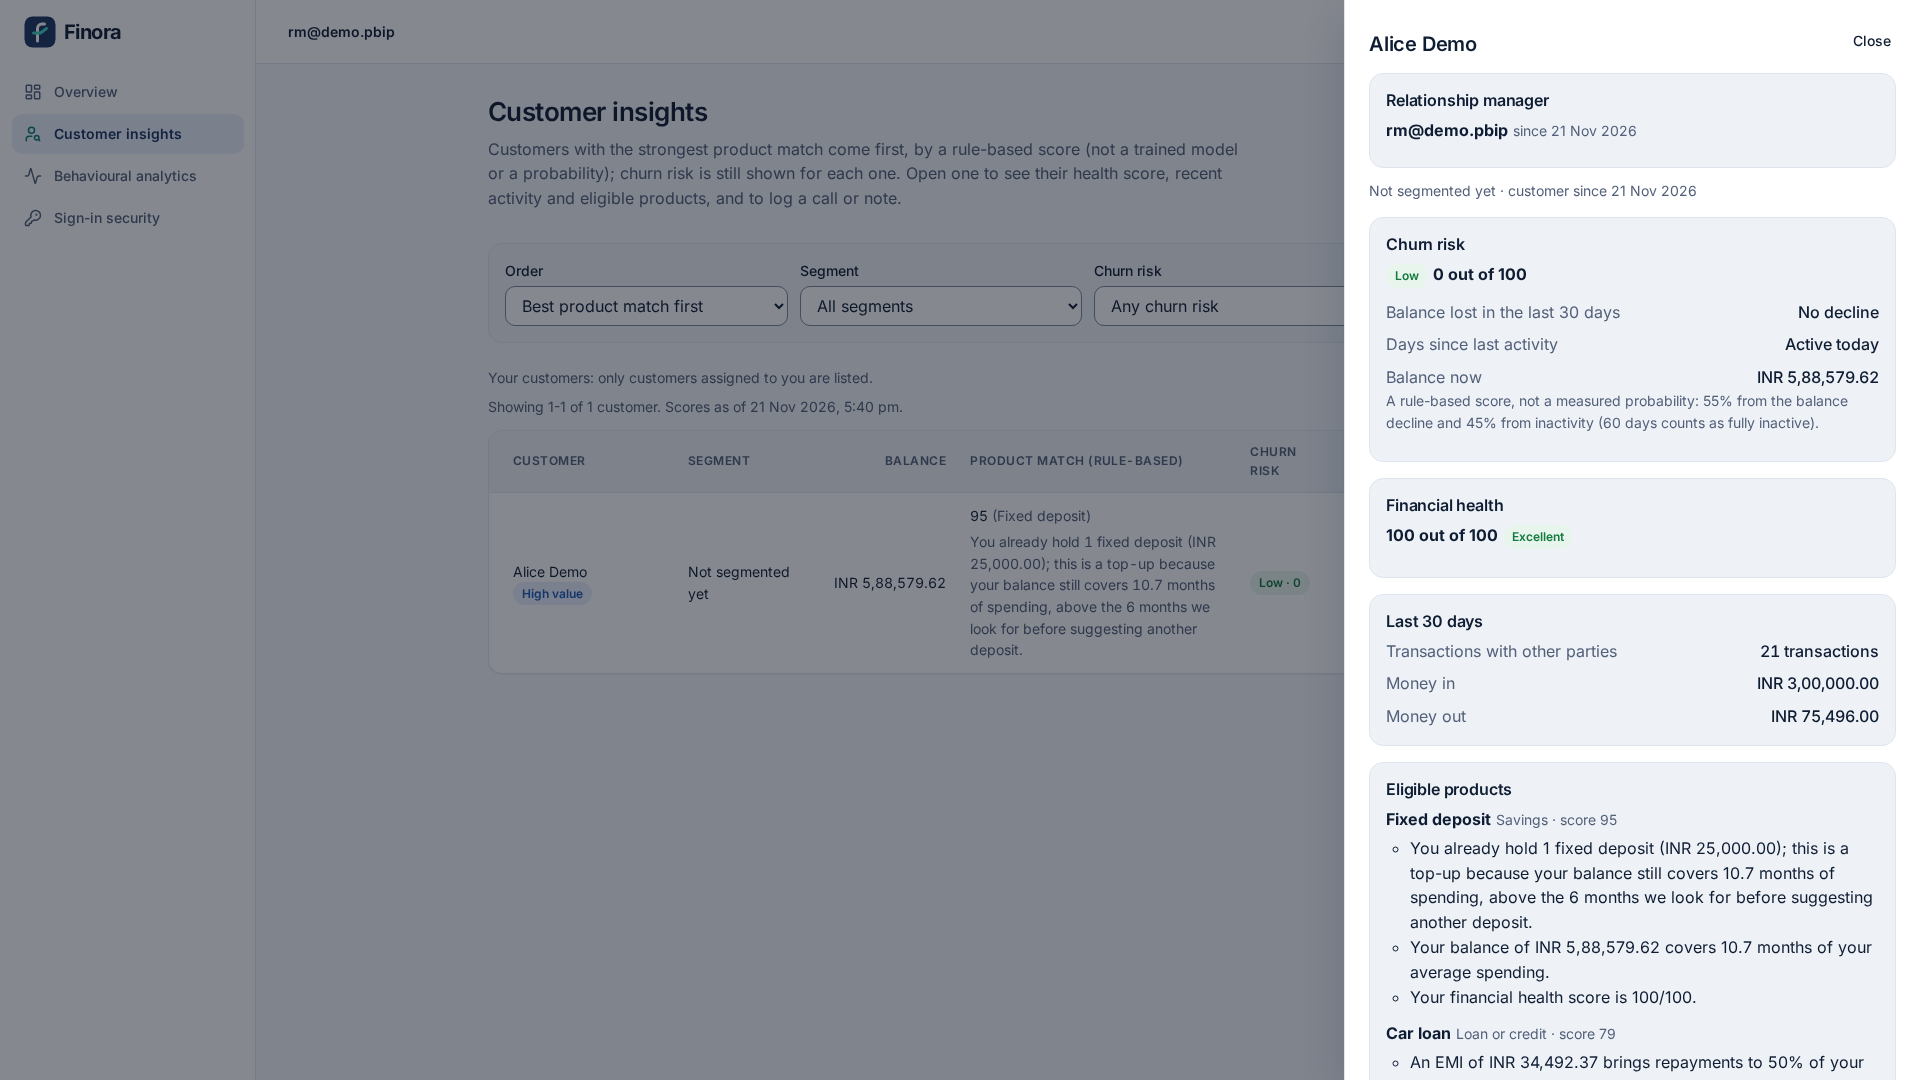 Finora
Overview
Customer insights
Behavioural analytics
Sign-in security
rm@demo.pbip
Customer insights
Customers with the strongest product match come first, by a rule-based score (not a trained model
or a probability); churn risk is still shown for each one. Open one to see their health score, recent
activity and eligible products, and to log a call or note.
Order
Segment
Churn risk
Best product match first
All segments
Any churn risk
Your customers: only customers assigned to you are listed.
Showing 1-1 of 1 customer. Scores as of 21 Nov 2026, 5:40 pm.
CUSTOMER
SEGMENT
BALANCE
PRODUCT MATCH (RULE-BASED)
CHURN
RISK
Alice Demo
High value
Not segmented
yet
INR 5,88,579.62
95 (Fixed deposit)
You already hold 1 fixed deposit (INR
25,000.00); this is a top-up because
your balance still covers 10.7 months
of spending, above the 6 months we
look for before suggesting another
deposit.
Low · 0
Alice Demo
Close
Relationship manager
rm@demo.pbip since 21 Nov 2026
Not segmented yet · customer since 21 Nov 2026
Churn risk
Low 0 out of 100
Balance lost in the last 30 days No decline
Days since last activity Active today
Balance now INR 5,88,579.62
A rule-based score, not a measured probability: 55% from the balance
decline and 45% from inactivity (60 days counts as fully inactive).
Financial health
100 out of 100 Excellent
Last 30 days
Transactions with other parties 21 transactions
Money in INR 3,00,000.00
Money out INR 75,496.00
Eligible products
Fixed deposit Savings · score 95
You already hold 1 fixed deposit (INR 25,000.00); this is a
top-up because your balance still covers 10.7 months of
spending, above the 6 months we look for before suggesting
another deposit.
Your balance of INR 5,88,579.62 covers 10.7 months of your
average spending.
Your financial health score is 100/100.
Car loan Loan or credit · score 79
An EMI of INR 34,492.37 brings repayments to 50% of your